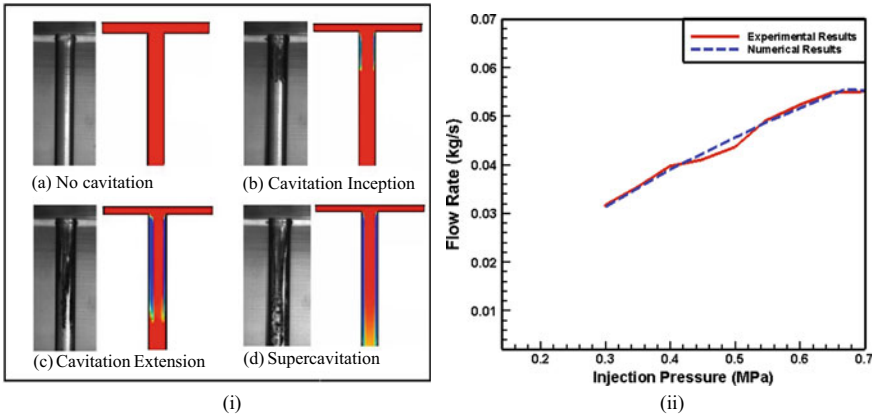 (a) No cavitation
(b) Cavitation Inception
(c) Cavitation Extension
(d) Supercavitation
(i)
0.07
0.06
0.05
0.04
0.03
0.02
0.01
Flow Rate (kg/s)
Experimental Results
Numerical Results
0.2 0.3 0.4 0.5 0.6 0.7
Injection Pressure (MPa)
(ii)